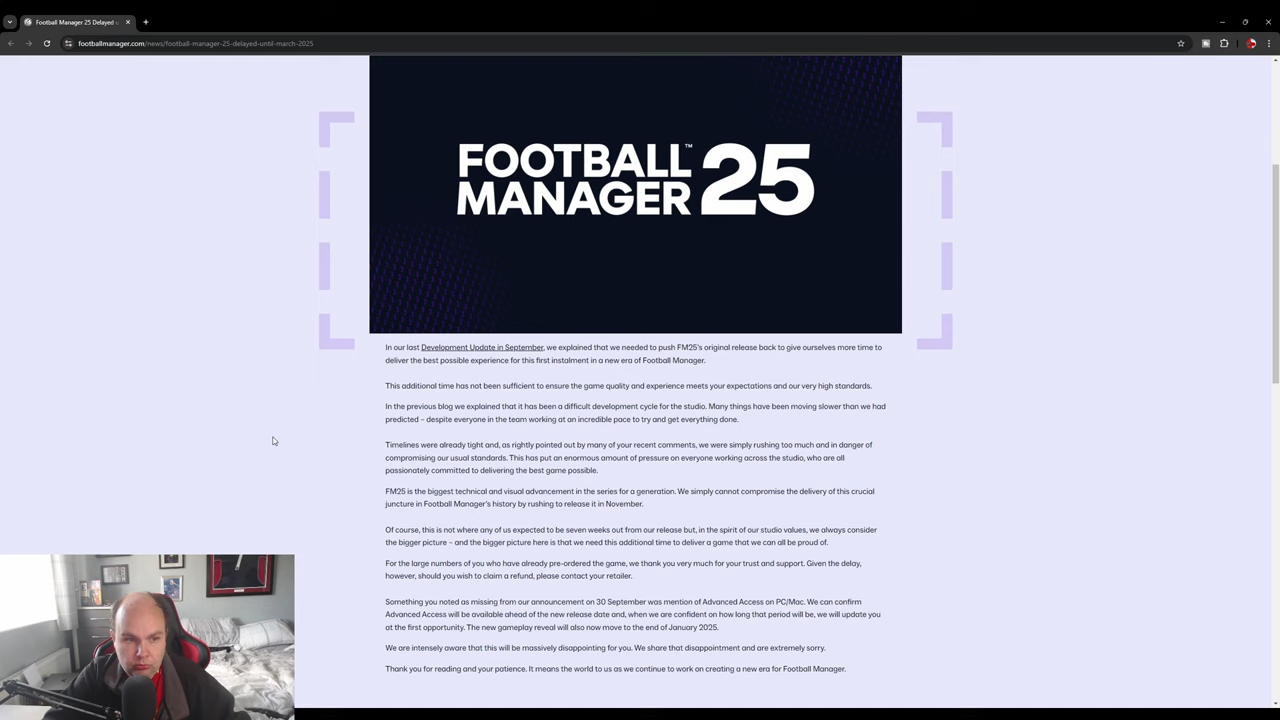 Football Manager 25 Delayed u
footballmanager.com/news/football-manager-25-delayed-until-march-2025
FOOTBALL
MANAGER 25
™
In our last Development Update in September, we explained that we needed to push FM25's original release back to give ourselves more time to
deliver the best possible experience for this first instalment in a new era of Football Manager.
This additional time has not been sufficient to ensure the game quality and experience meets your expectations and our very high standards.
In the previous blog we explained that it has been a difficult development cycle for the studio. Many things have been moving slower than we had
predicted – despite everyone in the team working at an incredible pace to try and get everything done.
Timelines were already tight and, as rightly pointed out by many of your recent comments, we were simply rushing too much and in danger of
compromising our usual standards. This has put an enormous amount of pressure on everyone working across the studio, who are all
passionately committed to delivering the best game possible.
FM25 is the biggest technical and visual advancement in the series for a generation. We simply cannot compromise the delivery of this crucial
juncture in Football Manager's history by rushing to release it in November.
Of course, this is not where any of us expected to be seven weeks out from our release but, in the spirit of our studio values, we always consider
the bigger picture – and the bigger picture here is that we need this additional time to deliver a game that we can all be proud of.
For the large numbers of you who have already pre-ordered the game, we thank you very much for your trust and support. Given the delay,
however, should you wish to claim a refund, please contact your retailer.
Something you noted as missing from our announcement on 30 September was mention of Advanced Access on PC/Mac. We can confirm
Advanced Access will be available ahead of the new release date and, when we are confident on how long that period will be, we will update you
at the first opportunity. The new gameplay reveal will also now move to the end of January 2025.
We are intensely aware that this will be massively disappointing for you. We share that disappointment and are extremely sorry.
Thank you for reading and your patience. It means the world to us as we continue to work on creating a new era for Football Manager.